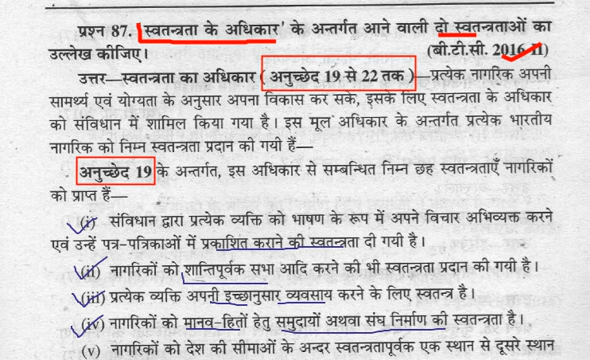 प्रश्न 87. 'स्वतन्त्रता के अधिकार' के अन्तर्गत आने वाली दो स्वतन्त्रताओं का
उल्लेख कीजिए। (बी.टी.सी. 2016-II)
उत्तर—स्वतन्त्रता का अधिकार (अनुच्छेद 19 से 22 तक)—प्रत्येक नागरिक अपनी
सामर्थ्य एवं योग्यता के अनुसार अपना विकास कर सके, इसके लिए स्वतन्त्रता के अधिकार
को संविधान में शामिल किया गया है। इस मूल अधिकार के अन्तर्गत प्रत्येक भारतीय
नागरिक को निम्न स्वतन्त्रता प्रदान की गयी हैं—
अनुच्छेद 19 के अन्तर्गत, इस अधिकार से सम्बन्धित निम्न छह स्वतन्त्रताएँ नागरिकों
को प्राप्त हैं—
(i) संविधान द्वारा प्रत्येक व्यक्ति को भाषण के रूप में अपने विचार अभिव्यक्त करने
एवं उन्हें पत्र-पत्रिकाओं में प्रकाशित कराने की स्वतन्त्रता दी गयी है।
(ii) नागरिकों को शान्तिपूर्वक सभा आदि करने की भी स्वतन्त्रता प्रदान की गयी है।
(iii) प्रत्येक व्यक्ति अपनी इच्छानुसार व्यवसाय करने के लिए स्वतन्त्र है।
(iv) नागरिकों को मानव-हितों हेतु समुदायों अथवा संघ निर्माण की स्वतन्त्रता है।
(v) नागरिकों को देश की सीमाओं के अन्दर स्वतन्त्रतापूर्वक एक स्थान से दूसरे स्थान